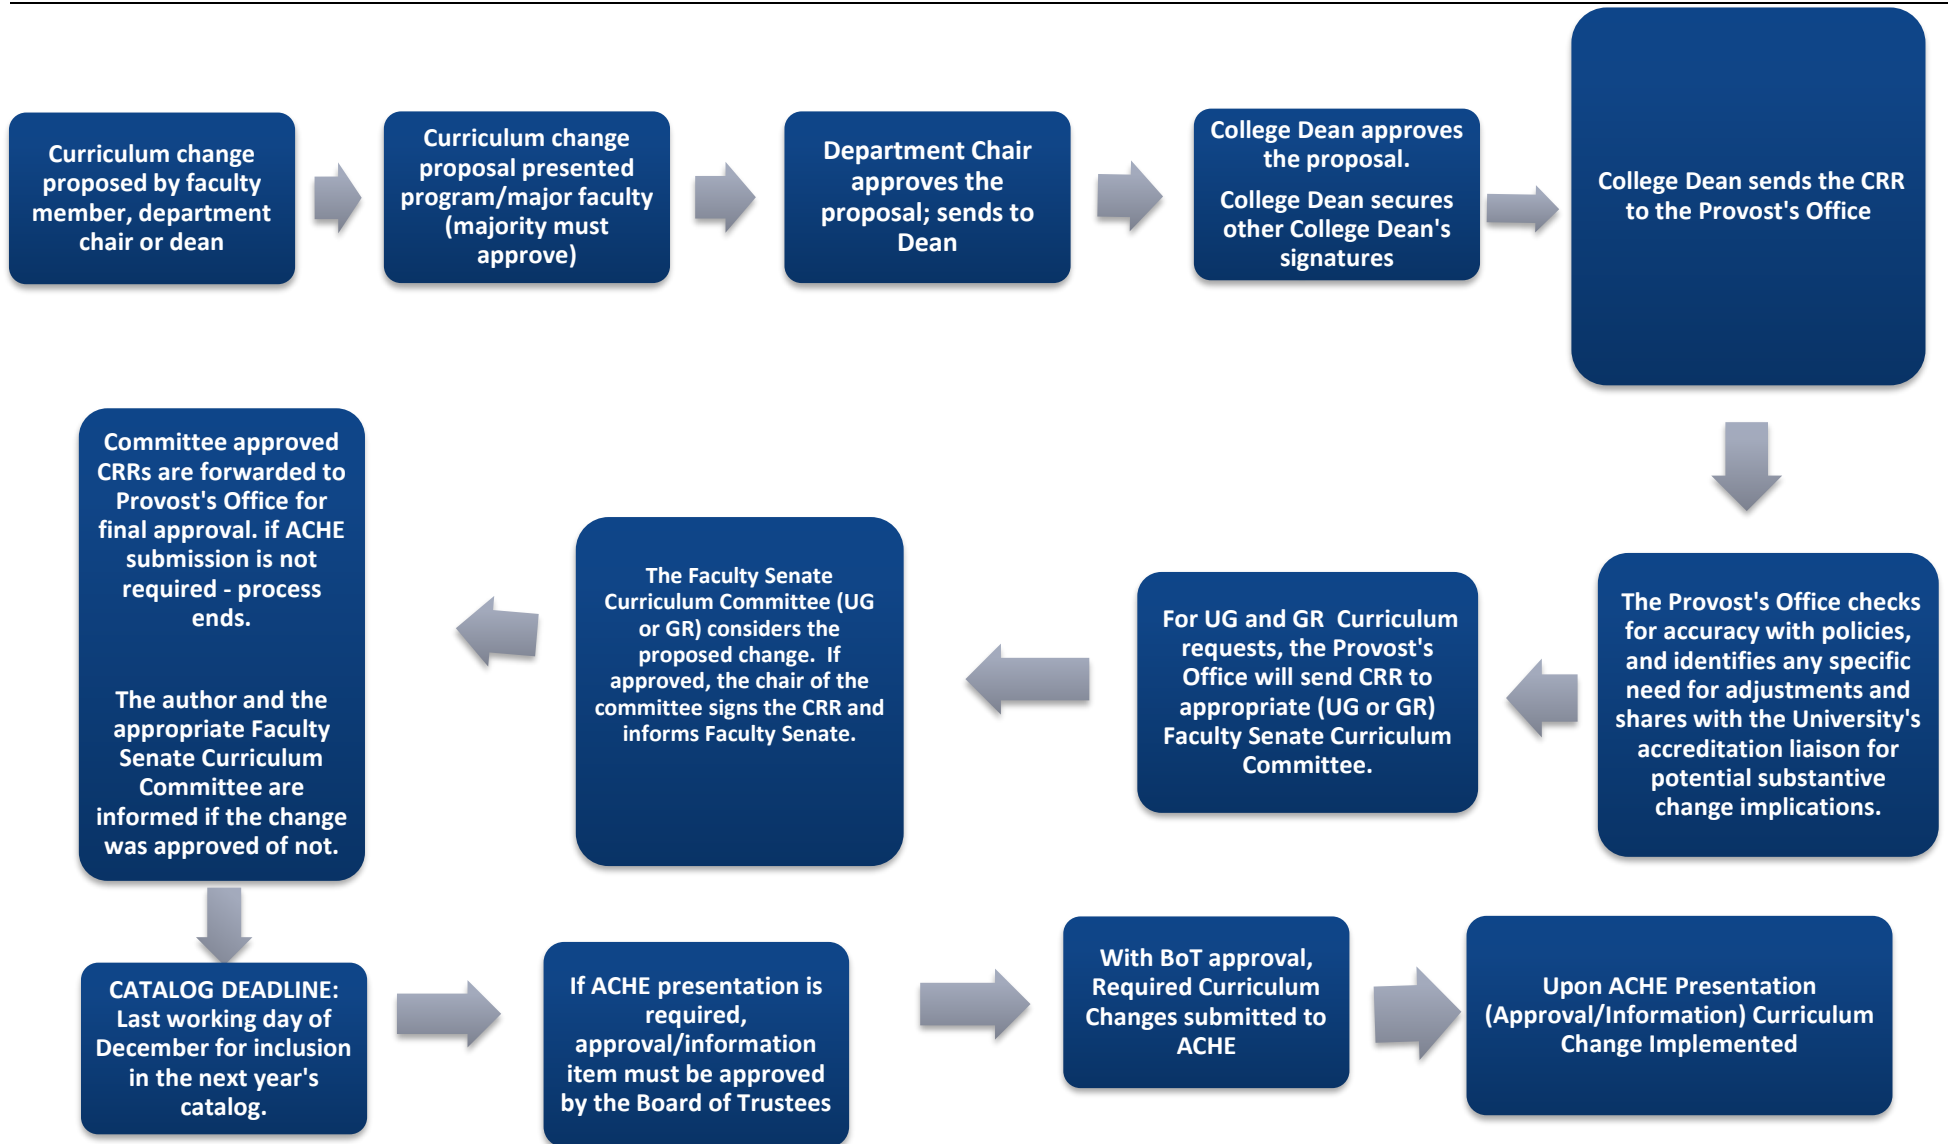 Curriculum change
proposed by faculty
member, department
chair or dean
Curriculum change
proposal presented
program/major faculty
(majority must
approve)
Department Chair
approves the
proposal; sends to
Dean
College Dean approves
the proposal.
College Dean secures
other College Dean's
signatures
College Dean sends the CRR
to the Provost's Office
The Provost's Office checks
for accuracy with policies,
and identifies any specific
need for adjustments and
shares with the University's
accreditation liaison for
potential substantive
change implications.
For UG and GR  Curriculum
requests, the Provost's
Office will send CRR to
appropriate (UG or GR)
Faculty Senate Curriculum
Committee.
The Faculty Senate
Curriculum Committee (UG
or GR) considers the
proposed change.  If
approved, the chair of the
committee signs the CRR and
informs Faculty Senate.
Committee approved
CRRs are forwarded to
Provost's Office for
final approval. if ACHE
submission is not
required - process
ends.
The author and the
appropriate Faculty
Senate Curriculum
Committee are
informed if the change
was approved of not.
CATALOG DEADLINE:
Last working day of
December for inclusion
in the next year's
catalog.
If ACHE presentation is
required,
approval/information
item must be approved
by the Board of Trustees
With BoT approval,
Required Curriculum
Changes submitted to
ACHE
Upon ACHE Presentation
(Approval/Information) Curriculum
Change Implemented